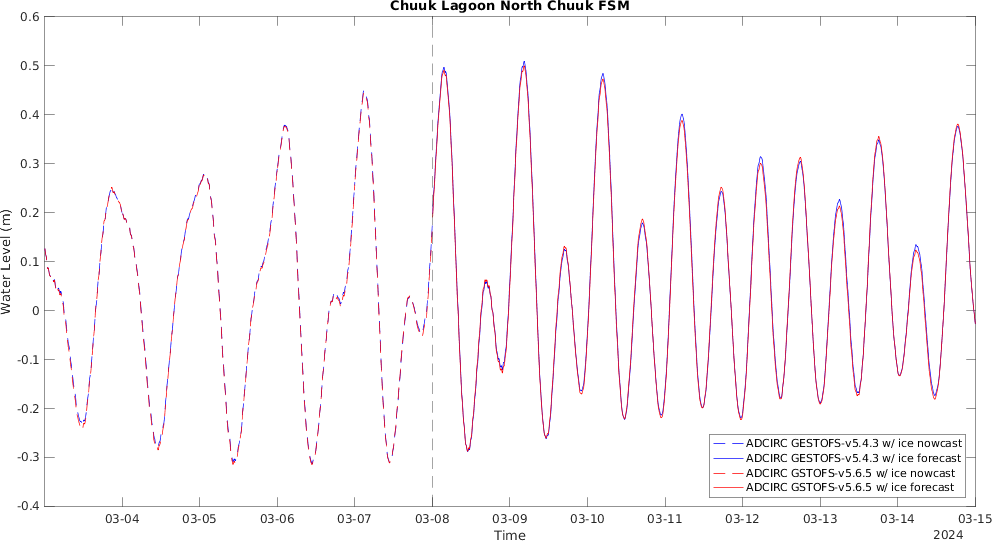 Chuuk Lagoon North Chuuk FSM
Water Level (m)
0.6
0.5
0.4
0.3
0.2
0.1
0
-0.1
-0.2
-0.3
-0.4
ADCIRC GESTOFS-v5.4.3 w/ ice nowcast
ADCIRC GESTOFS-v5.4.3 w/ ice forecast
ADCIRC GSTOFS-v5.6.5 w/ ice nowcast
ADCIRC GSTOFS-v5.6.5 w/ ice forecast
03-04 03-05 03-06 03-07 03-08 03-09 03-10 03-11 03-12 03-13 03-14 03-15
Time
2024